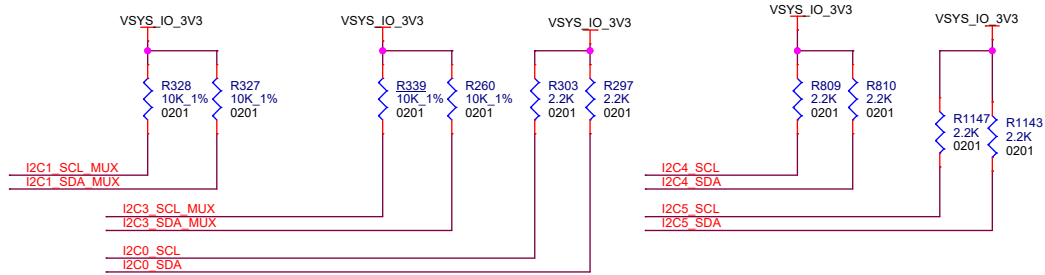 VSYS_IO_3V3
VSYS_IO_3V3
VSYS_IO_3V3
VSYS_IO_3V3
VSYS_IO_3V3
R328
10K_1%
0201
R327
10K_1%
0201
R339
10K_1%
0201
R260
10K_1%
0201
R303
2.2K
0201
R297
2.2K
0201
R809
2.2K
0201
R810
2.2K
0201
R1147
2.2K
0201
R1143
2.2K
0201
I2C1_SCL_MUX
I2C1_SDA_MUX
I2C3_SCL_MUX
I2C3_SDA_MUX
I2C0_SCL
I2C0_SDA
I2C4_SCL
I2C4_SDA
I2C5_SCL
I2C5_SDA